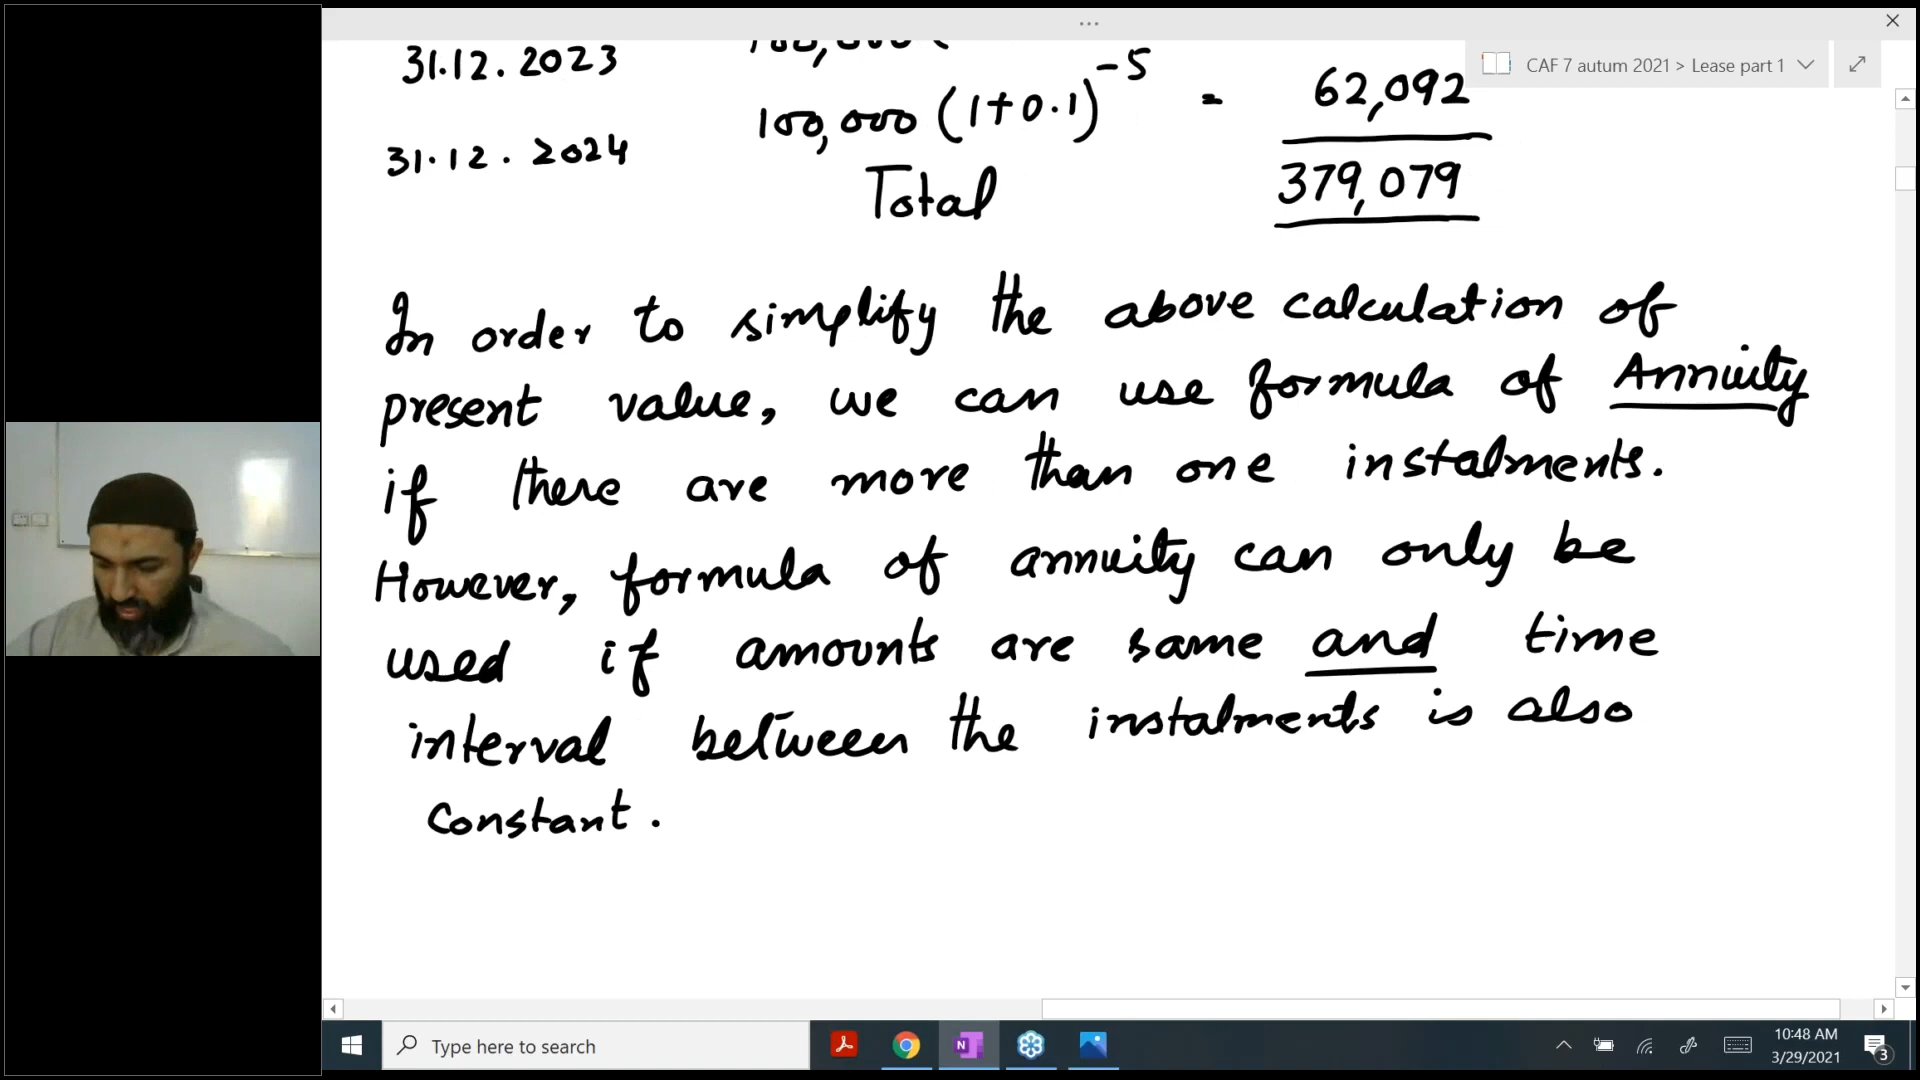 CAF 7 autum 2021 > Lease part 1
31.12.2023
100,000 (1+0.1)^-5 = 62,092
31.12.2024
Total 379,079
In order to simplify the above calculation of
present value, we can use formula of Annuity
if there are more than one instalments.
However, formula of annuity can only be
used if amounts are same and time
interval between the instalments is also
constant.
Type here to search
N
10:48 AM
3/29/2021
3